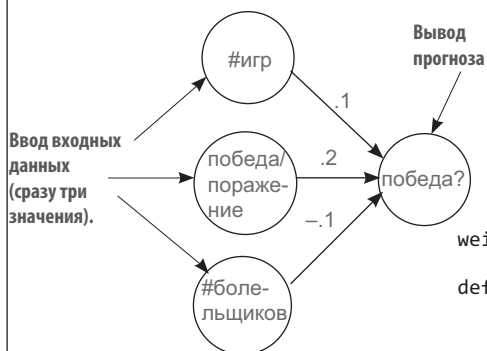 Вывод
прогноза
#игр
.1
Ввод входных
данных
(сразу три
значения).
победа/
пораже-
ние
.2
победа?
–.1
wei
def
#боле-
льщиков